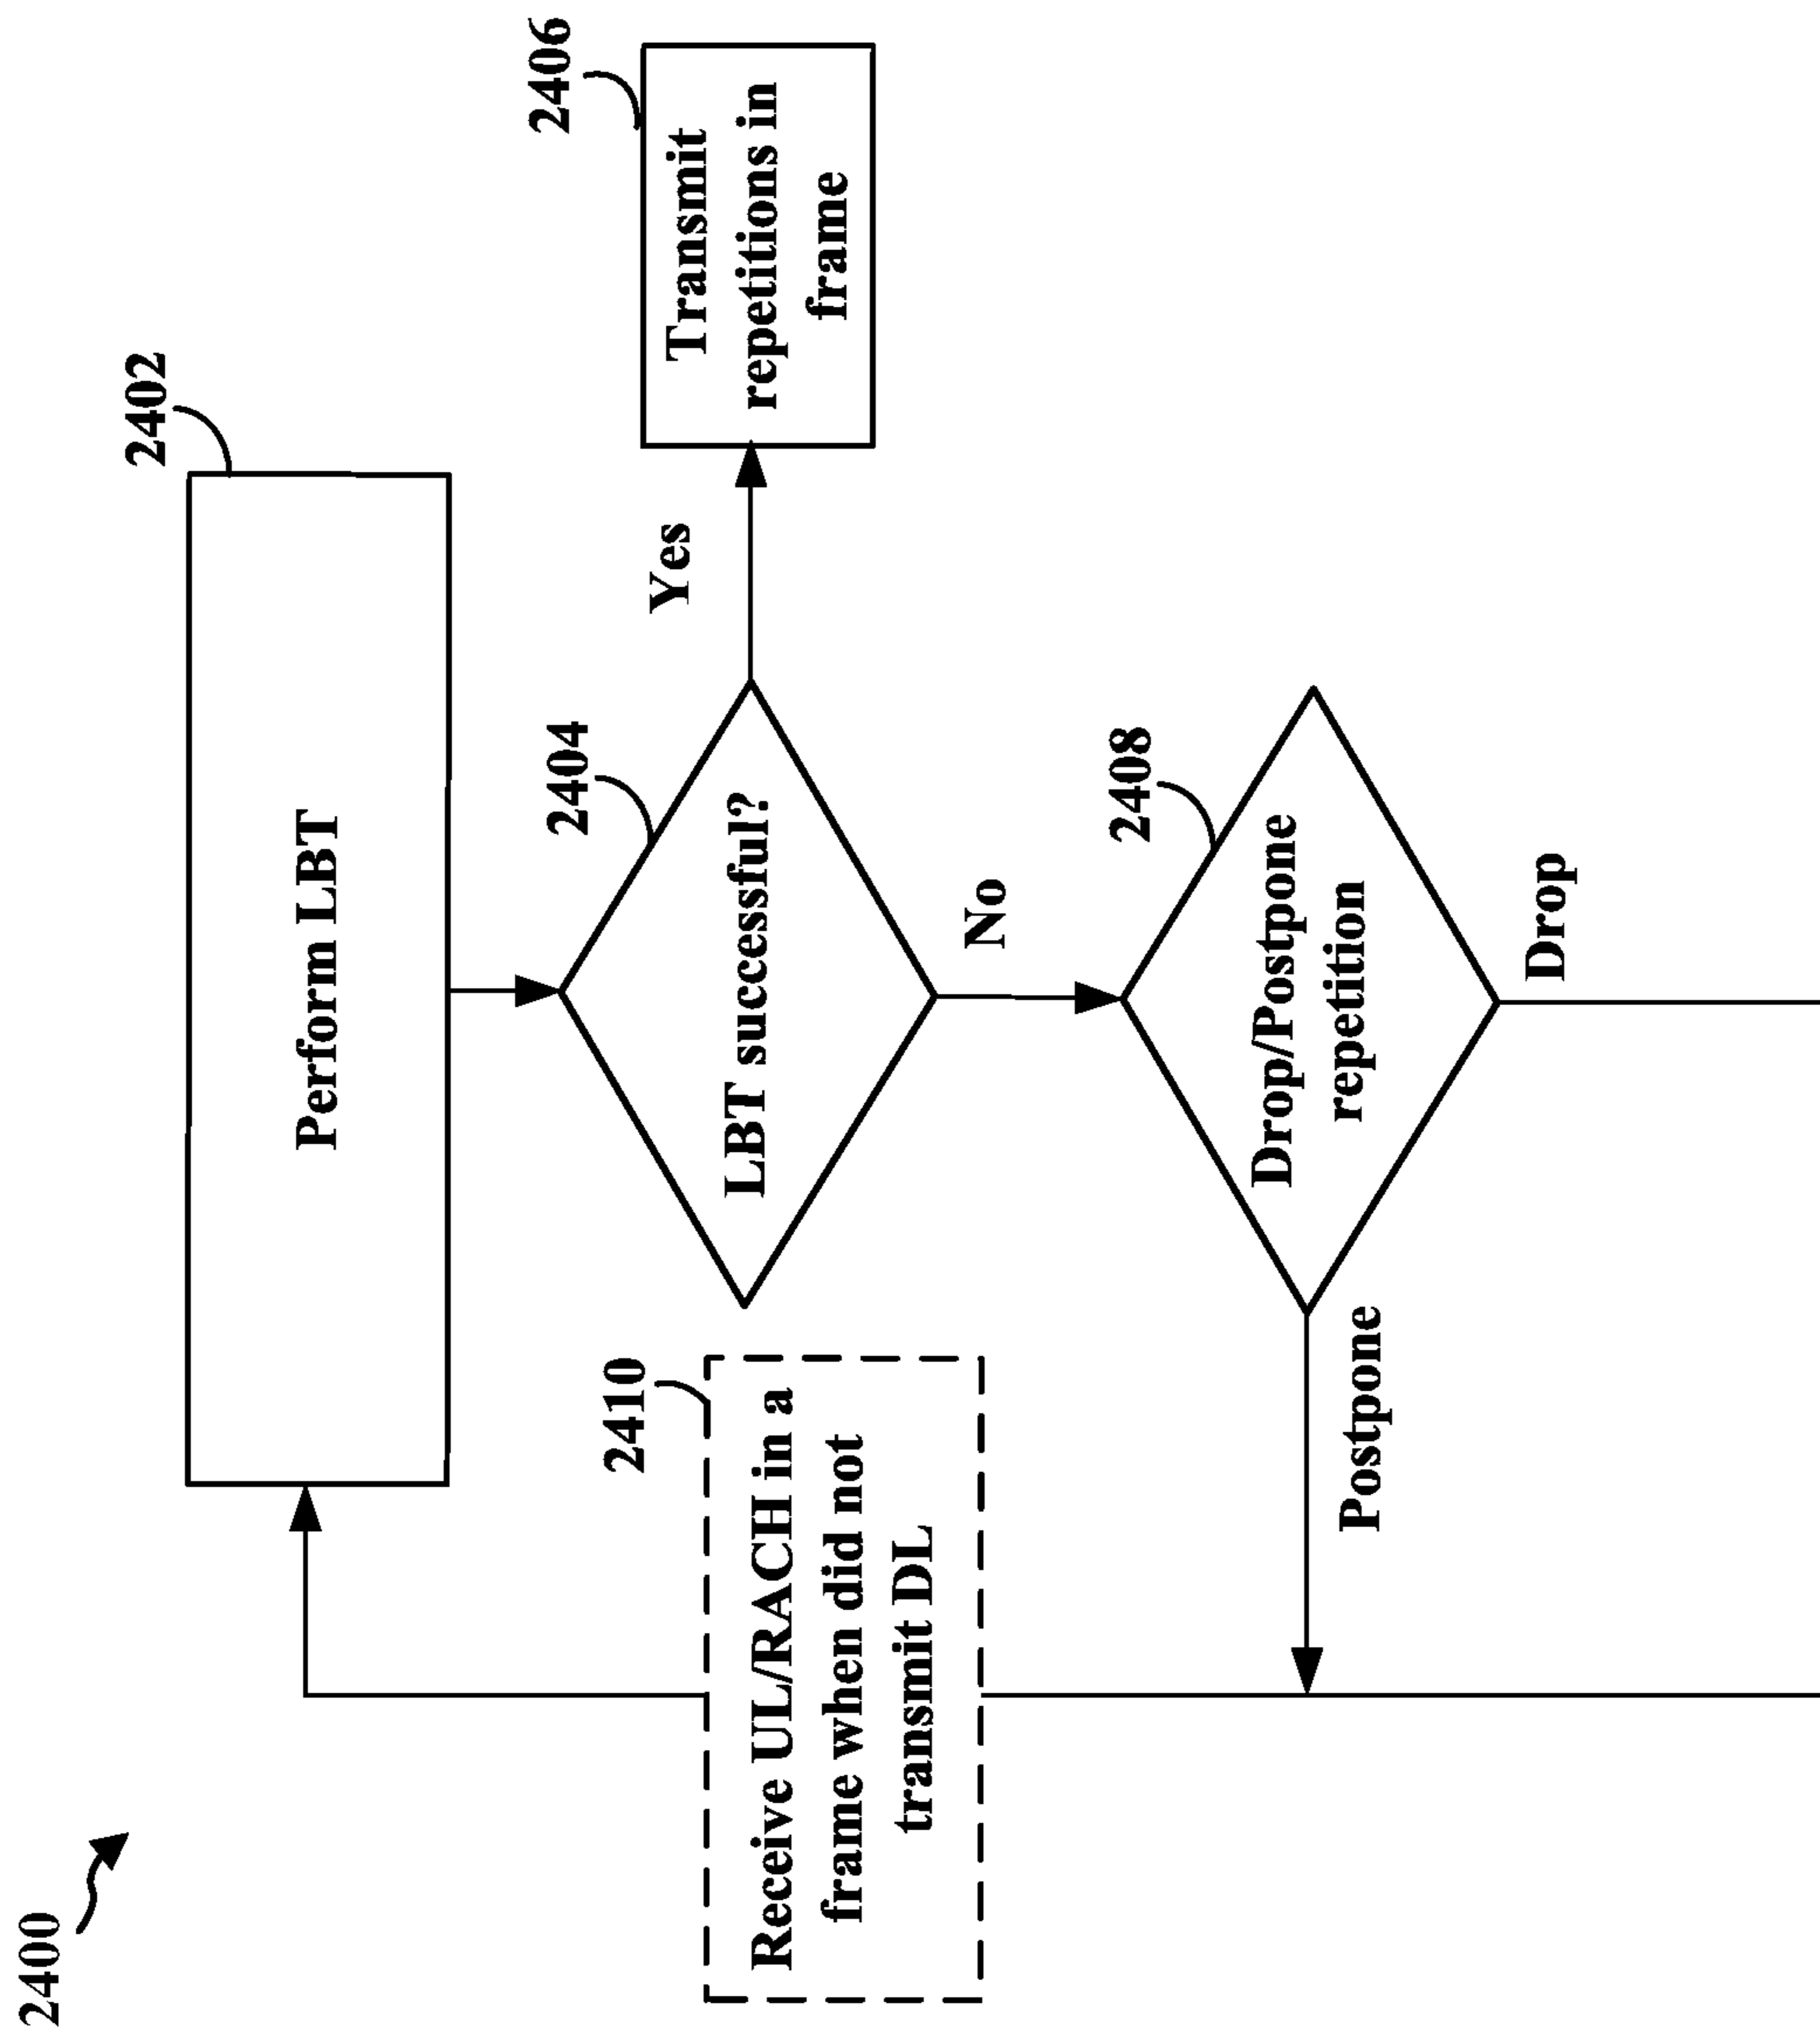 2400
2402
Perform LBT
2404
LBT successful?
Yes
2406
Transmit
repetitions in
frame
No
2410
Receive UL/RACH in a
frame when did not
transmit DL
2408
Drop/Postpone
repetition
Postpone
Drop